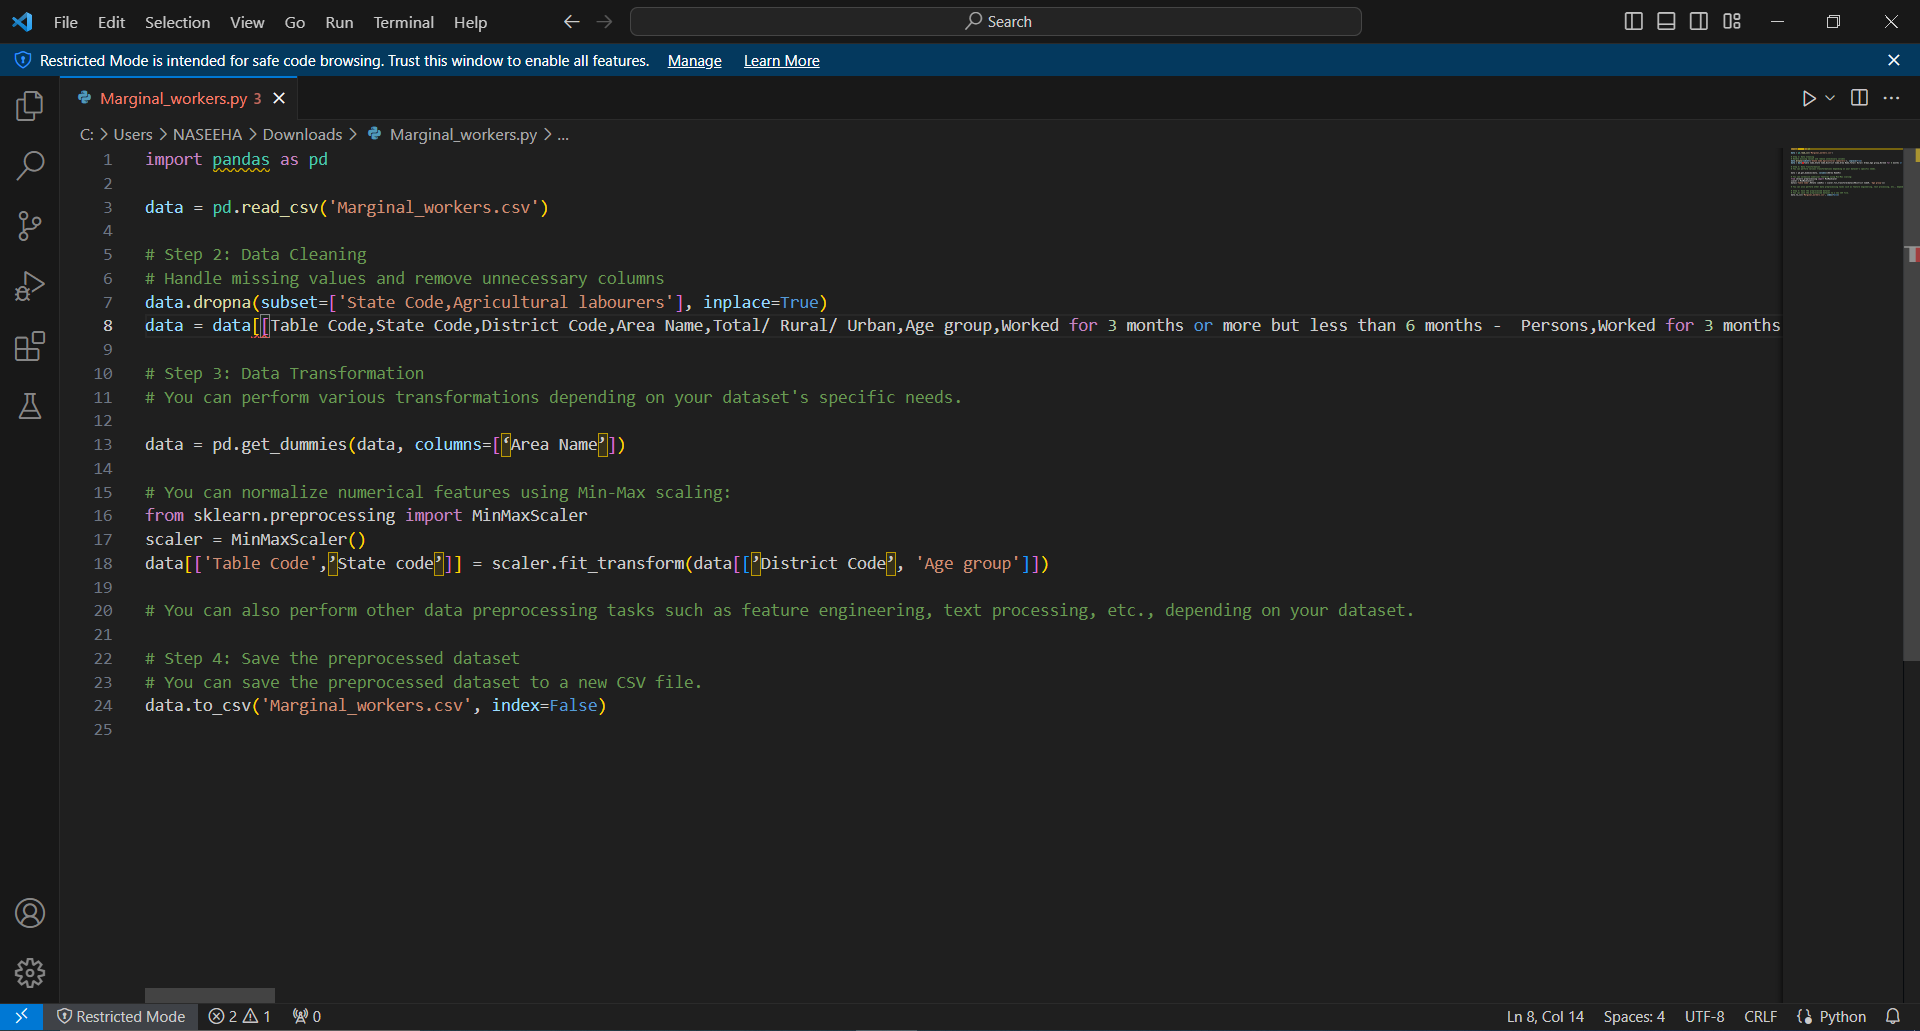 File Edit Selection View Go Run Terminal Help Search
Restricted Mode is intended for safe code browsing. Trust this window to enable all features. Manage Learn More
Marginal_workers.py 3
C: > Users > NASEEHA > Downloads > Marginal_workers.py > ...
1 import pandas as pd
2
3 data = pd.read_csv('Marginal_workers.csv')
4
5 # Step 2: Data Cleaning
6 # Handle missing values and remove unnecessary columns
7 data.dropna(subset=['State Code,Agricultural labourers'], inplace=True)
8 data = data[[Table Code,State Code,District Code,Area Name,Total/ Rural/ Urban,Age group,Worked for 3 months or more but less than 6 months -  Persons,Worked for 3 months
9
10 # Step 3: Data Transformation
11 # You can perform various transformations depending on your dataset's specific needs.
12
13 data = pd.get_dummies(data, columns=[‘Area Name’])
14
15 # You can normalize numerical features using Min-Max scaling:
16 from sklearn.preprocessing import MinMaxScaler
17 scaler = MinMaxScaler()
18 data[['Table Code',’State code’]] = scaler.fit_transform(data[[’District Code’, 'Age group']])
19
20 # You can also perform other data preprocessing tasks such as feature engineering, text processing, etc., depending on your dataset.
21
22 # Step 4: Save the preprocessed dataset
23 # You can save the preprocessed dataset to a new CSV file.
24 data.to_csv('Marginal_workers.csv', index=False)
25
Restricted Mode 2 1 0 Ln 8, Col 14 Spaces: 4 UTF-8 CRLF Python